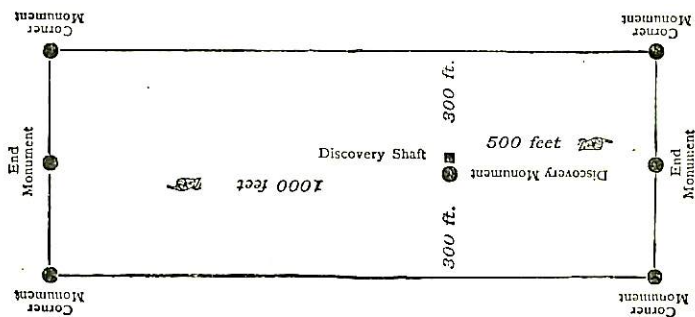 Corner
Monument
Corner
Monument
300 ft.
500 feet
End
Monument
Discovery Shaft
Discovery Monument
End
Monument
1000 feet
300 ft.
Corner
Monument
Corner
Monument